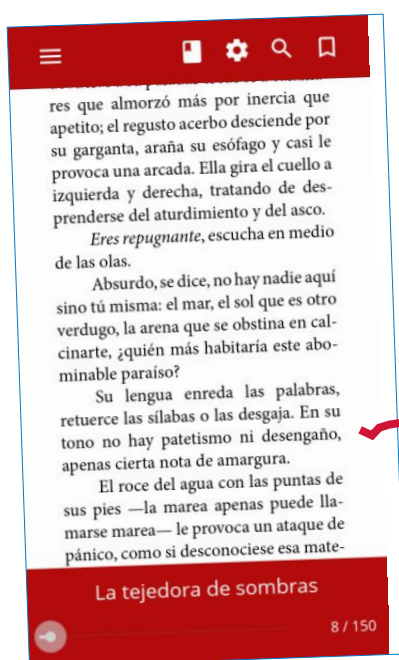 res que almorzó más por inercia que
apetito; el regusto acerbo desciende por
su garganta, araña su esófago y casi le
provoca una arcada. Ella gira el cuello a
izquierda y derecha, tratando de des-
prenderse del aturdimiento y del asco.
Eres repugnante, escucha en medio
de las olas.
Absurdo, se dice, no hay nadie aquí
sino tú misma: el mar, el sol que es otro
verdugo, la arena que se obstina en cal-
cinarte, ¿quién más habitaría este abo-
minable paraíso?
Su lengua enreda las palabras,
retuerce las sílabas o las desgaja. En su
tono no hay patetismo ni desengaño,
apenas cierta nota de amargura.
El roce del agua con las puntas de
sus pies —la marea apenas puede lla-
marse marea— le provoca un ataque de
pánico, como si desconociese esa mate-
La tejedora de sombras
8 / 150